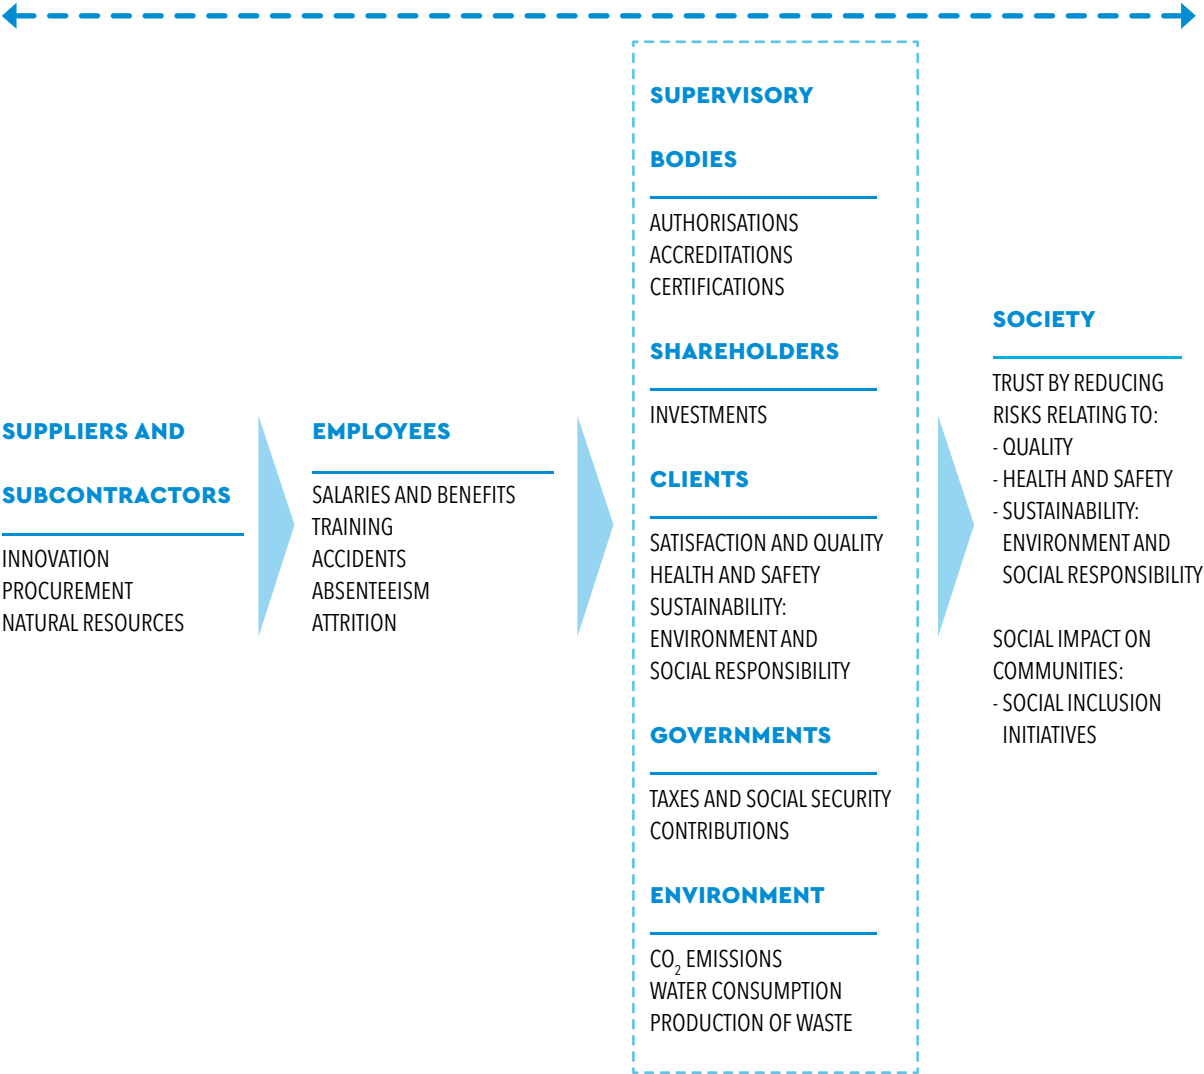 SUPPLIERS AND
SUBCONTRACTORS
INNOVATION
PROCUREMENT
NATURAL RESOURCES
EMPLOYEES
SALARIES AND BENEFITS
TRAINING
ACCIDENTS
ABSENTEEISM
ATTRITION
SUPERVISORY
BODIES
AUTHORISATIONS
ACCREDITATIONS
CERTIFICATIONS
SHAREHOLDERS
INVESTMENTS
CLIENTS
SATISFACTION AND QUALITY
HEALTH AND SAFETY
SUSTAINABILITY:
ENVIRONMENT AND
SOCIAL RESPONSIBILITY
GOVERNMENTS
TAXES AND SOCIAL SECURITY
CONTRIBUTIONS
ENVIRONMENT
CO₂ EMISSIONS
WATER CONSUMPTION
PRODUCTION OF WASTE
SOCIETY
TRUST BY REDUCING
RISKS RELATING TO:
- QUALITY
- HEALTH AND SAFETY
- SUSTAINABILITY:
ENVIRONMENT AND
SOCIAL RESPONSIBILITY
SOCIAL IMPACT ON
COMMUNITIES:
- SOCIAL INCLUSION
INITIATIVES